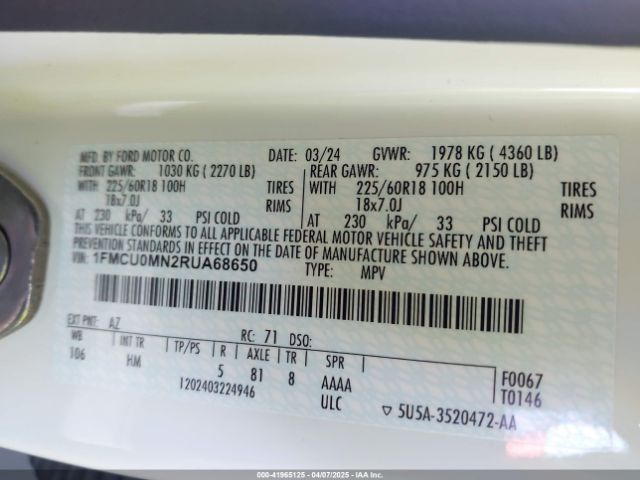 MFD. BY FORD MOTOR CO. DATE: 03/24 GVWR: 1978 KG ( 4360 LB)
FRONT GAWR: 1030 KG ( 2270 LB) REAR GAWR: 975 KG ( 2150 LB)
WITH 225/60R18 100H TIRES WITH 225/60R18 100H TIRES
18x7.0J RIMS 18x7.0J RIMS
AT 230 kPa/ 33 PSI COLD AT 230 kPa/ 33 PSI COLD
THIS VEHICLE CONFORMS TO ALL APPLICABLE FEDERAL MOTOR VEHICLE SAFETY AND THEFT
PREVENTION STANDARDS IN EFFECT ON THE DATE OF MANUFACTURE SHOWN ABOVE.
VIN: 1FMCU0MN2RUA68650
TYPE: MPV
EXT PNT: AZ RC: 71 DSO:
WB INT TR TP/PS R AXLE TR SPR
106 HM 5 81 8 AAAA
F0067
T0146
1202403224946 ULC ▽ 5U5A-3520472-AA
000-41965125 - 04/07/2025 - IAAI.COM